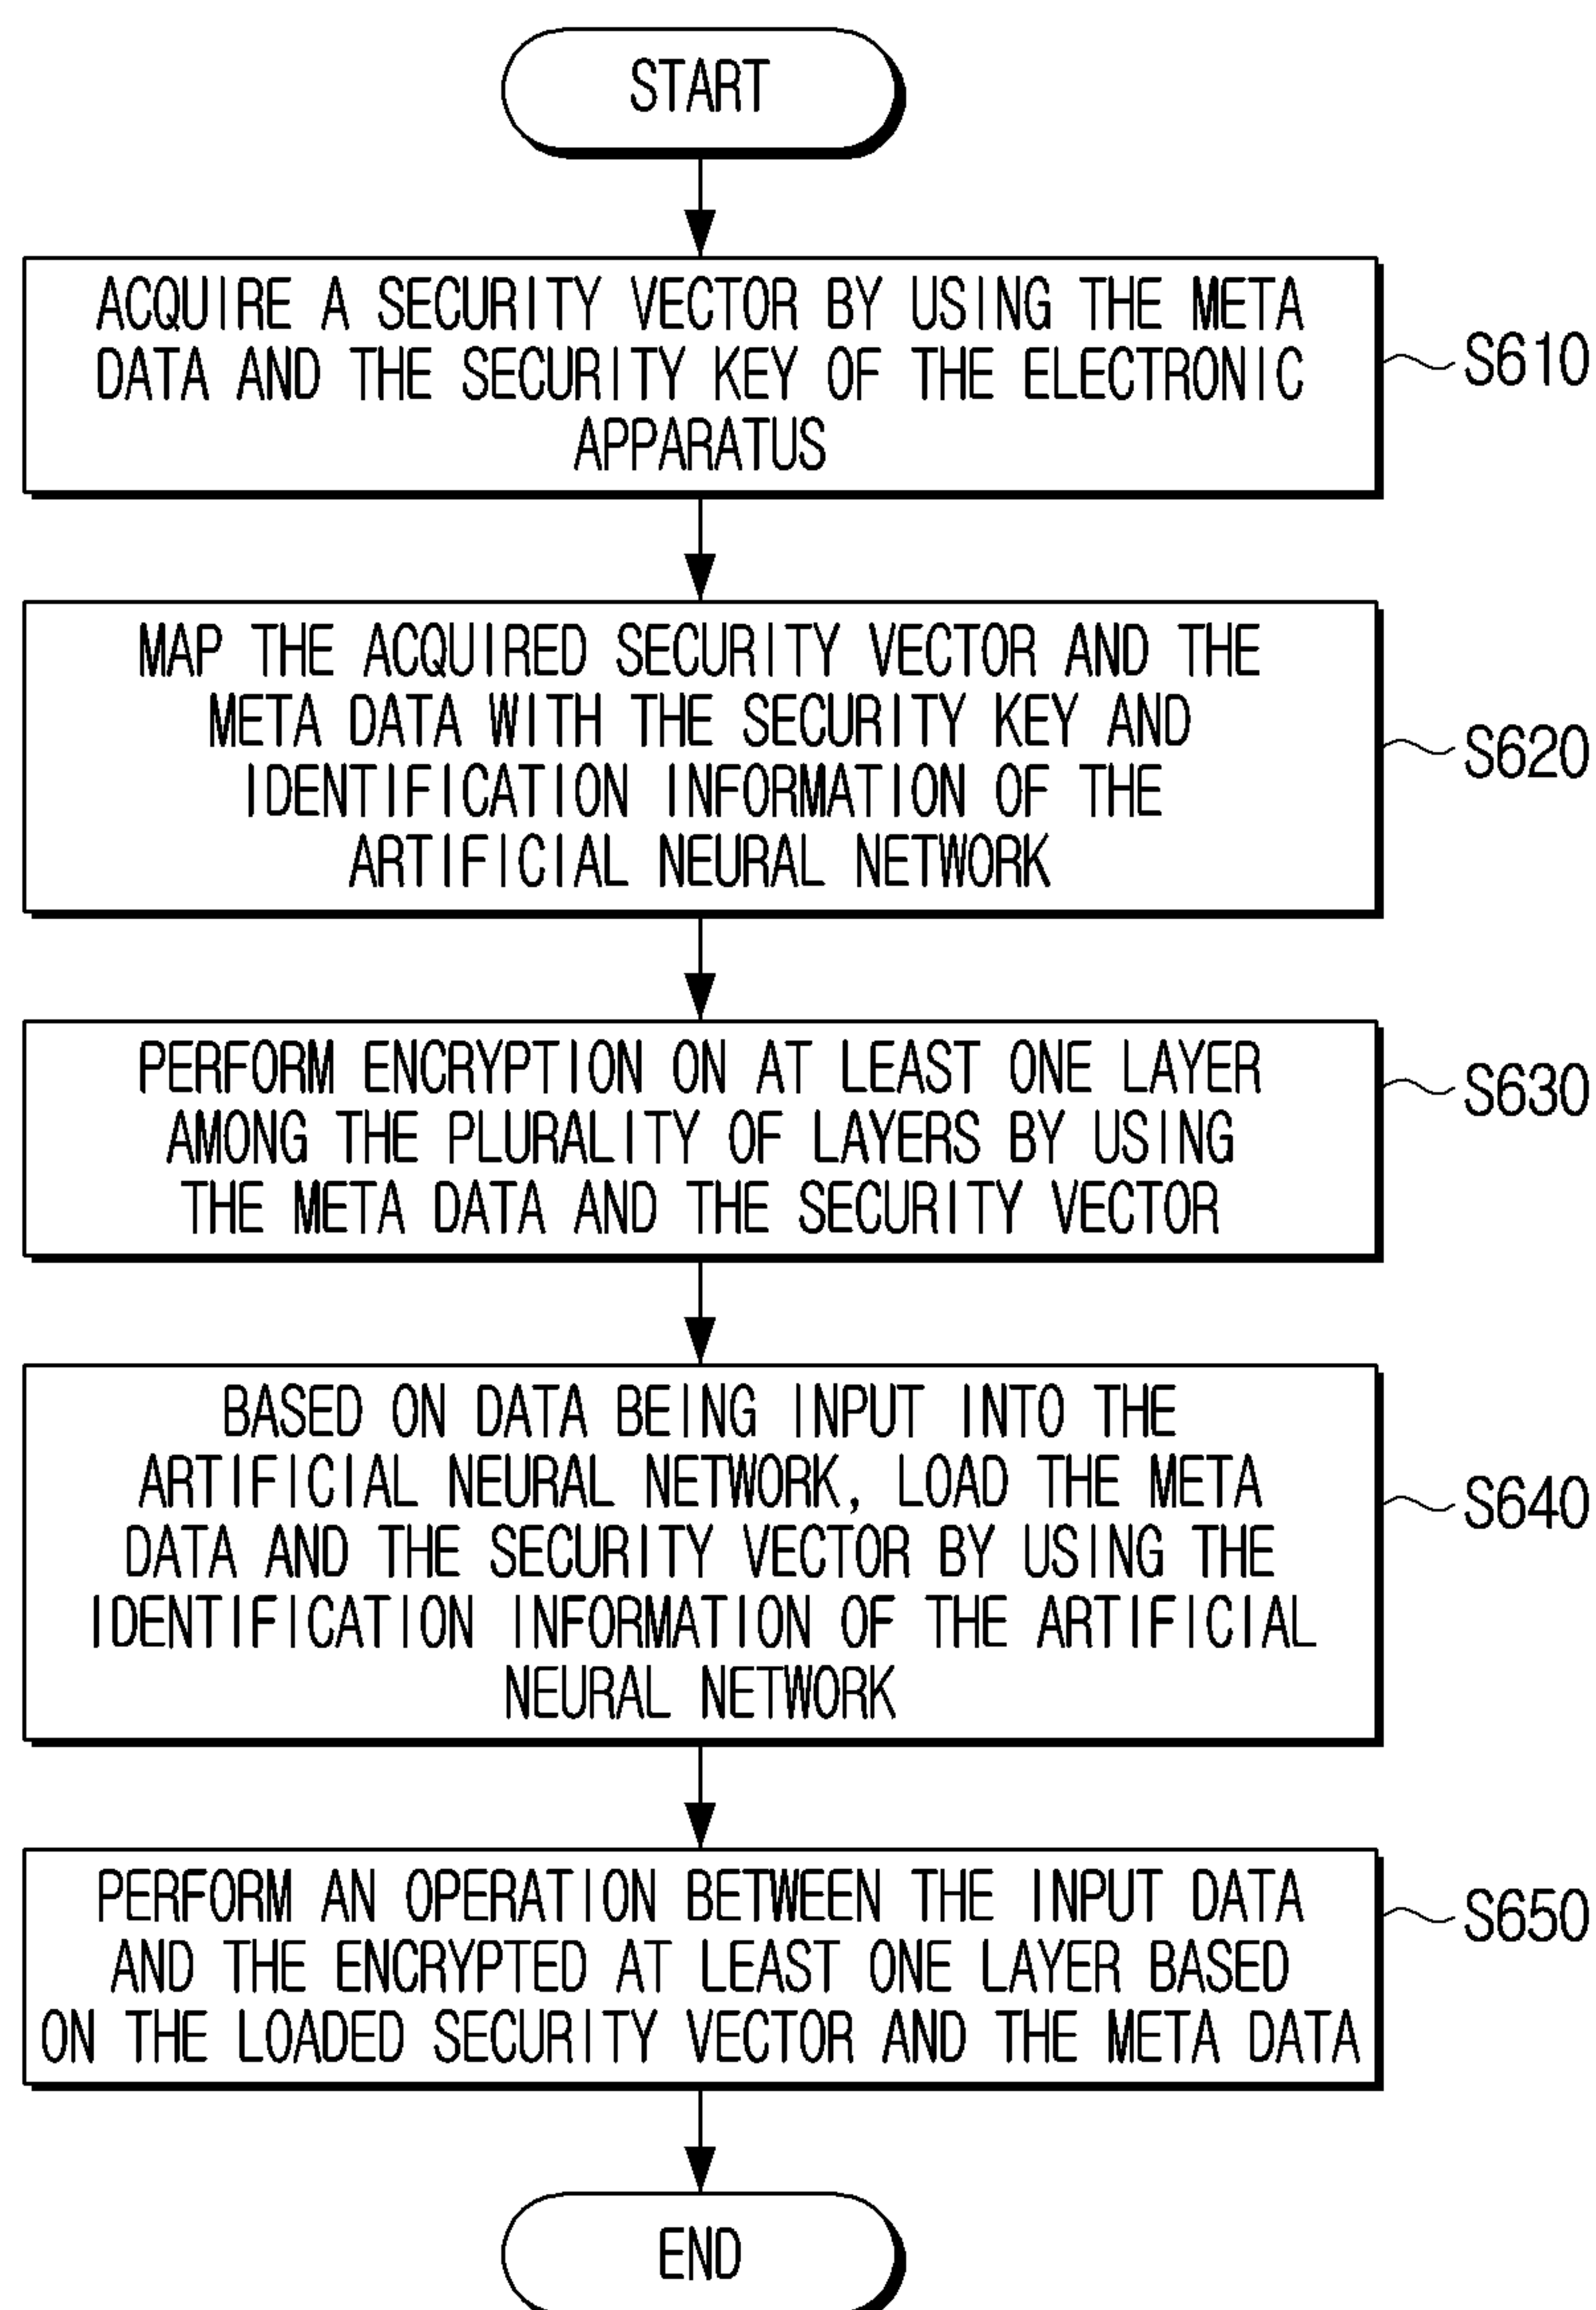 START
ACQUIRE A SECURITY VECTOR BY USING THE META
DATA AND THE SECURITY KEY OF THE ELECTRONIC
APPARATUS
S610
MAP THE ACQUIRED SECURITY VECTOR AND THE
META DATA WITH THE SECURITY KEY AND
IDENTIFICATION INFORMATION OF THE
ARTIFICIAL NEURAL NETWORK
S620
PERFORM ENCRYPTION ON AT LEAST ONE LAYER
AMONG THE PLURALITY OF LAYERS BY USING
THE META DATA AND THE SECURITY VECTOR
S630
BASED ON DATA BEING INPUT INTO THE
ARTIFICIAL NEURAL NETWORK, LOAD THE META
DATA AND THE SECURITY VECTOR BY USING THE
IDENTIFICATION INFORMATION OF THE ARTIFICIAL
NEURAL NETWORK
S640
PERFORM AN OPERATION BETWEEN THE INPUT DATA
AND THE ENCRYPTED AT LEAST ONE LAYER BASED
ON THE LOADED SECURITY VECTOR AND THE META DATA
S650
END